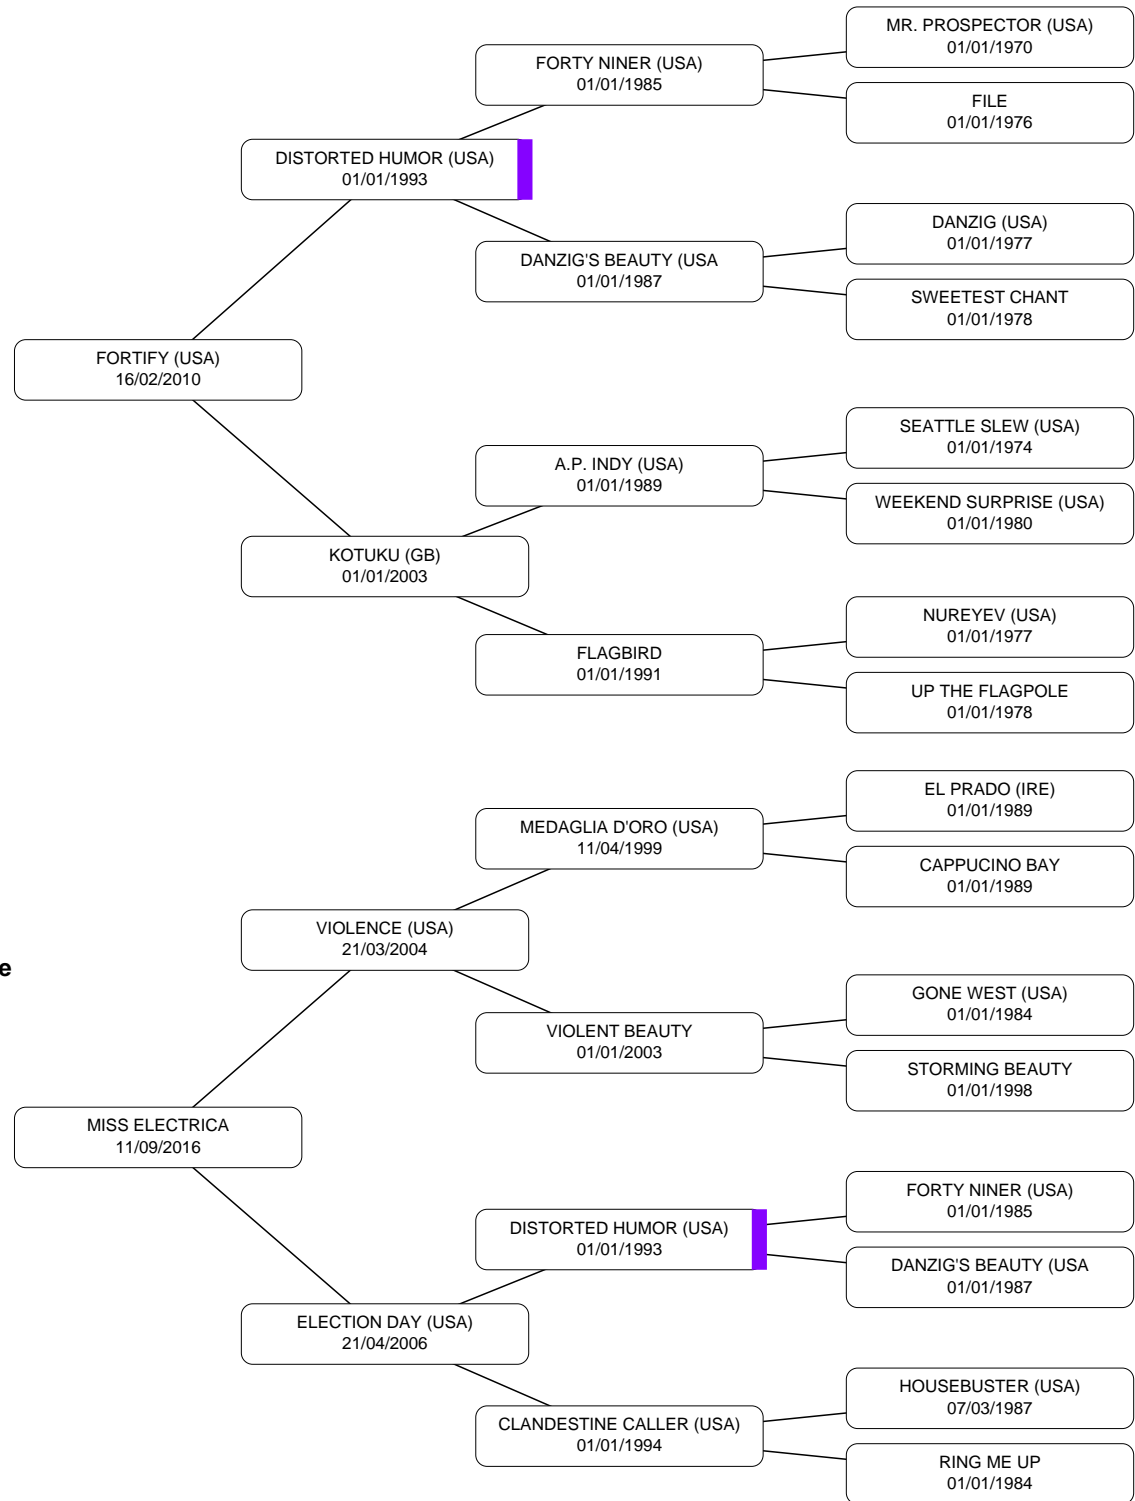 MR. PROSPECTOR (USA)
01/01/1970
FORTY NINER (USA)
01/01/1985
FILE
01/01/1976
DISTORTED HUMOR (USA)
01/01/1993
DANZIG (USA)
01/01/1977
DANZIG'S BEAUTY (USA
01/01/1987
SWEETEST CHANT
01/01/1978
FORTIFY (USA)
16/02/2010
SEATTLE SLEW (USA)
01/01/1974
A.P. INDY (USA)
01/01/1989
WEEKEND SURPRISE (USA)
01/01/1980
KOTUKU (GB)
01/01/2003
NUREYEV (USA)
01/01/1977
FLAGBIRD
01/01/1991
UP THE FLAGPOLE
01/01/1978
EL PRADO (IRE)
01/01/1989
MEDAGLIA D'ORO (USA)
11/04/1999
CAPPUCINO BAY
01/01/1989
VIOLENCE (USA)
21/03/2004
e
GONE WEST (USA)
01/01/1984
VIOLENT BEAUTY
01/01/2003
STORMING BEAUTY
01/01/1998
MISS ELECTRICA
11/09/2016
FORTY NINER (USA)
01/01/1985
DISTORTED HUMOR (USA)
01/01/1993
DANZIG'S BEAUTY (USA
01/01/1987
ELECTION DAY (USA)
21/04/2006
HOUSEBUSTER (USA)
07/03/1987
CLANDESTINE CALLER (USA)
01/01/1994
RING ME UP
01/01/1984